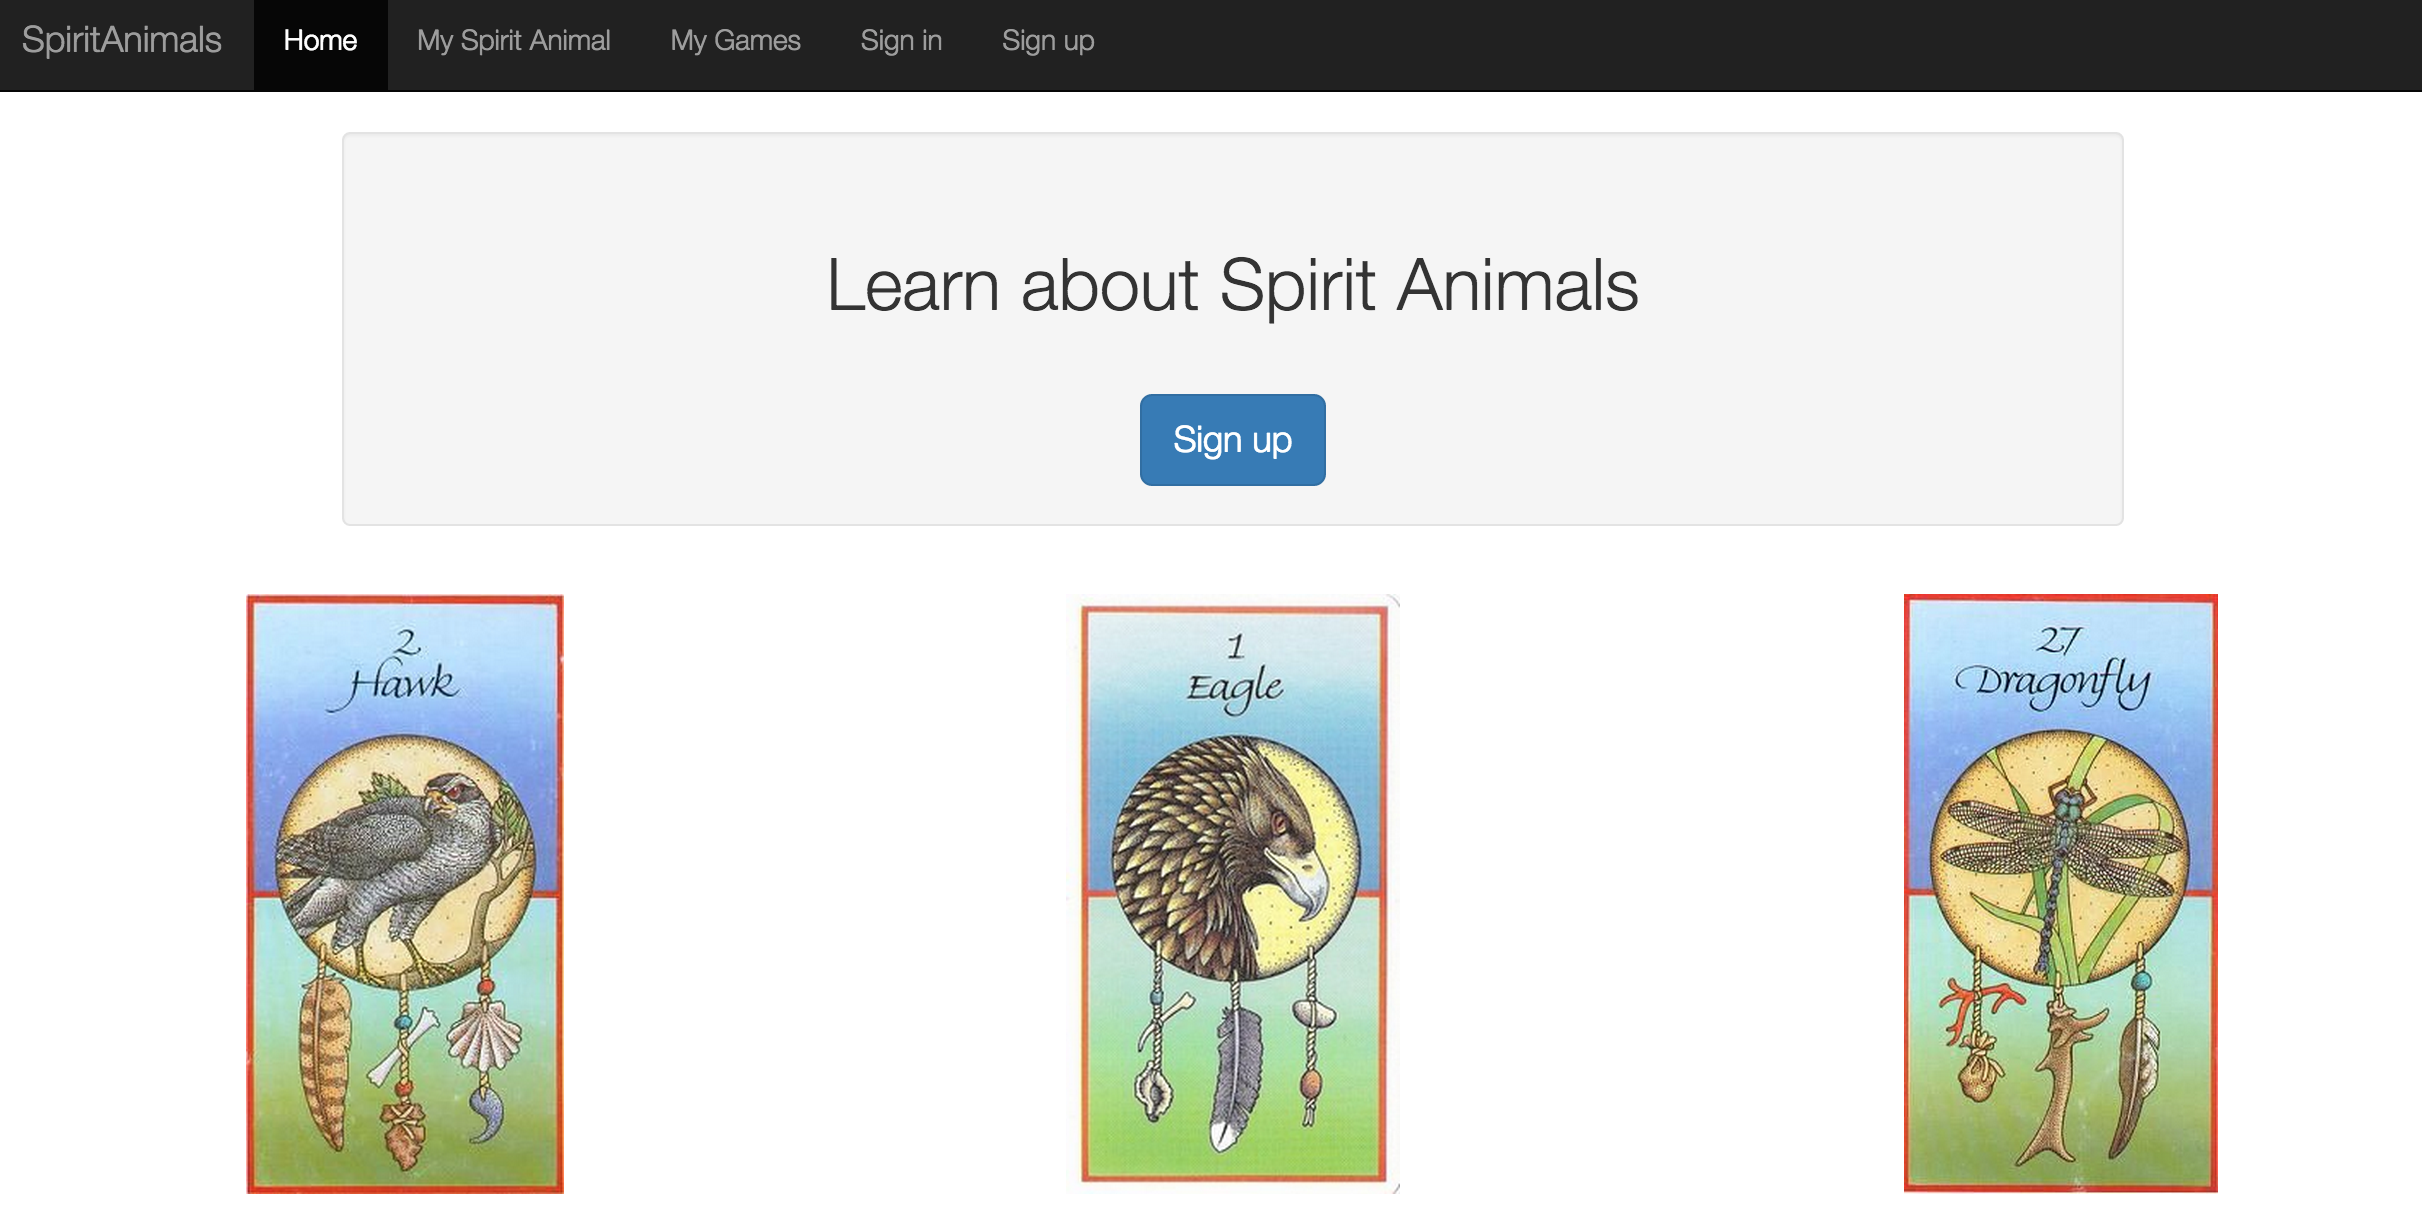 SpiritAnimals Home My Spirit Animal My Games Sign in Sign up
Learn about Spirit Animals
Sign up
2
Hawk
1
Eagle
27
Dragonfly